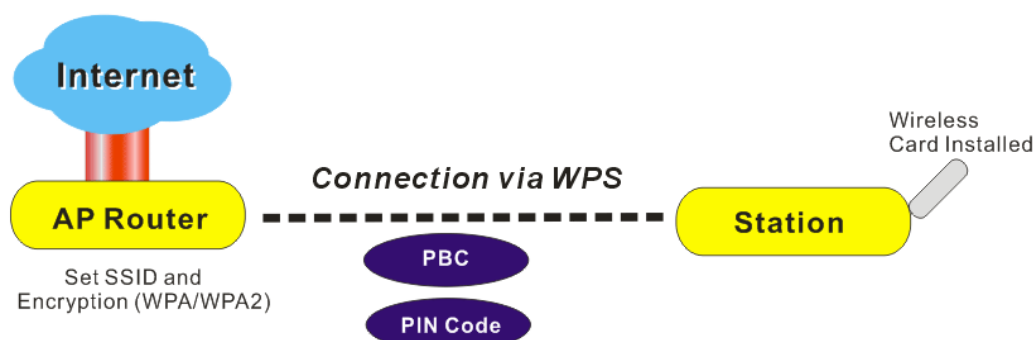 Internet
Wireless
Card Installed
Connection via WPS
AP Router
Station
PBC
Set SSID and
Encryption (WPA/WPA2)
PIN Code